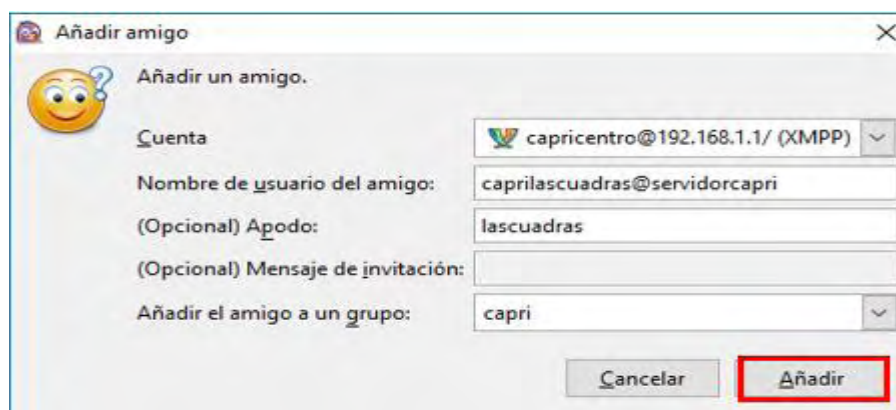 Añadir amigo
Añadir un amigo.
Cuenta capricentro@192.168.1.1/ (XMPP)
Nombre de usuario del amigo: caprilascuadras@servidorcapri
(Opcional) Apodo: lascuadras
(Opcional) Mensaje de invitación:
Añadir el amigo a un grupo: capri
Cancelar Añadir